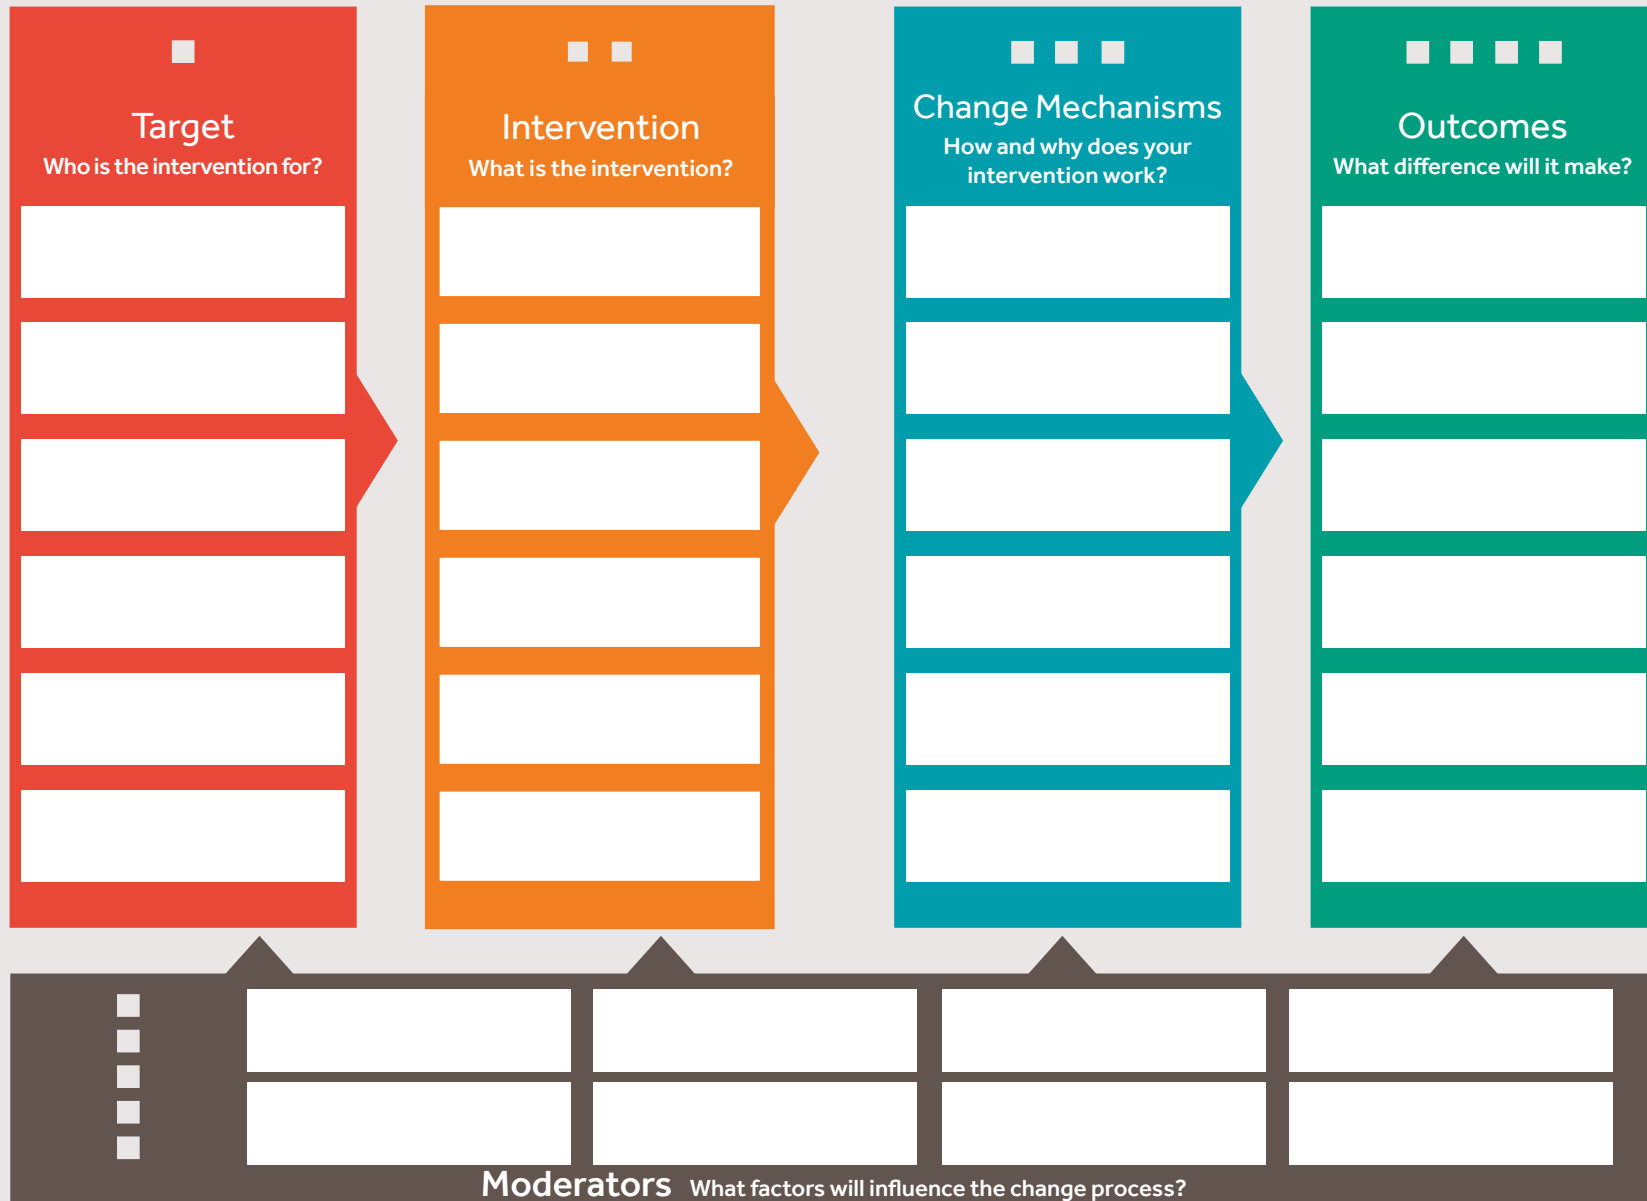 Target
Who is the intervention for?
Intervention
What is the intervention?
Change Mechanisms
How and why does your
intervention work?
Outcomes
What difference will it make?
Moderators What factors will influence the change process?